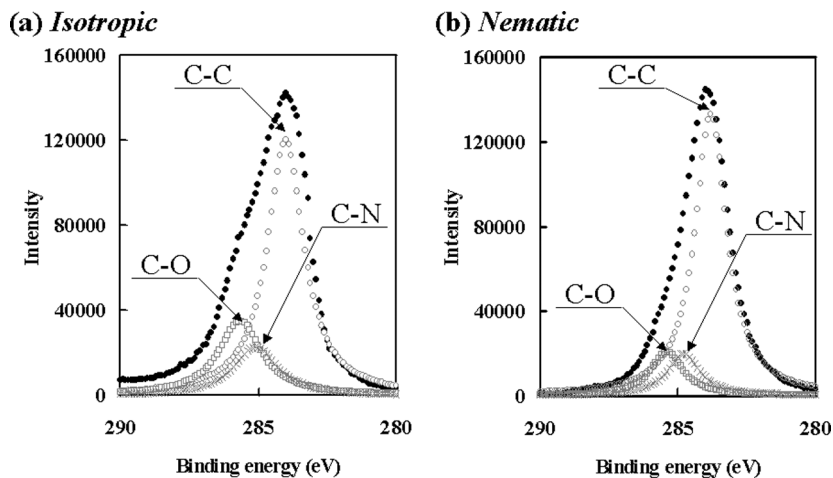 (a) Isotropic
160000
120000
80000
40000
0
Intensity
C-C
C-N
C-O
290
285
280
Binding energy (eV)
(b) Nematic
160000
120000
80000
40000
0
Intensity
C-C
C-N
C-O
290
285
280
Binding energy (eV)